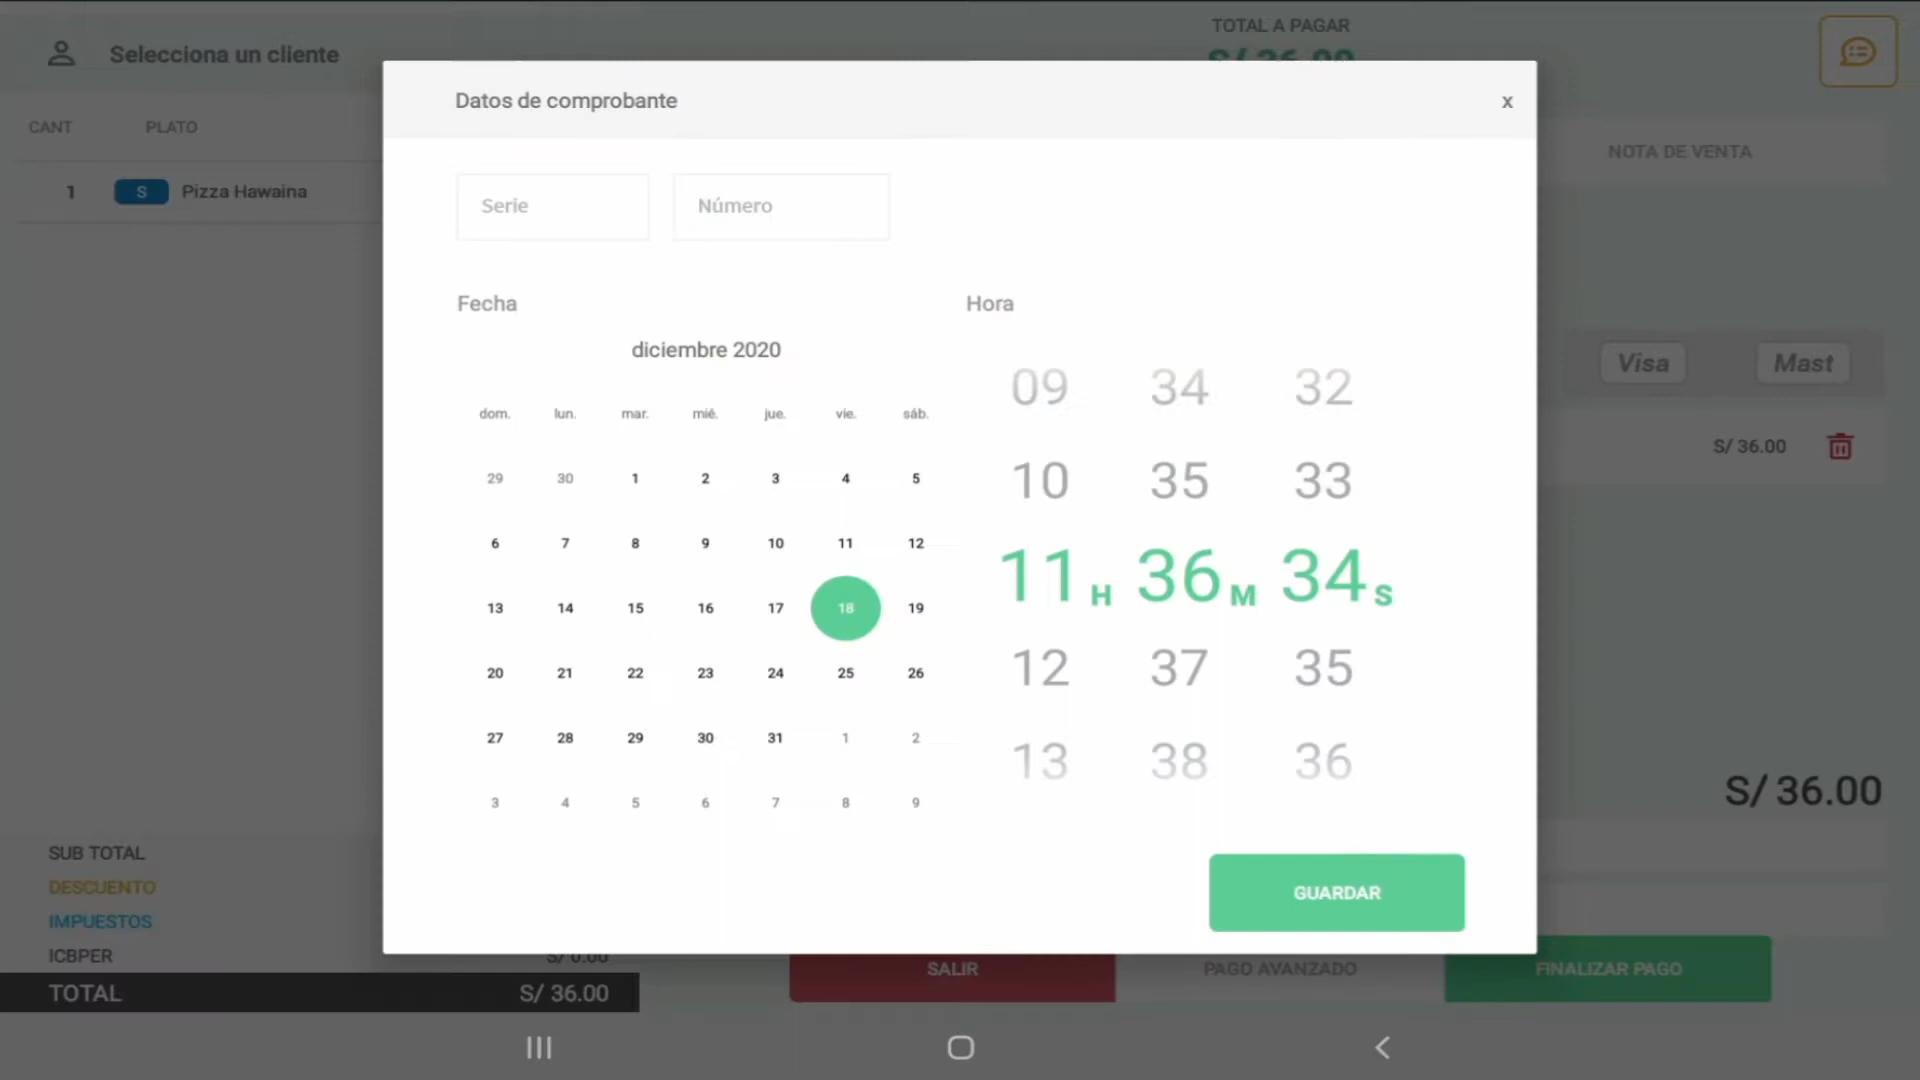 Selecciona un cliente
TOTAL A PAGAR
S/ 36.00
CANT PLATO
1 S Pizza Hawaina
Datos de comprobante
x
Serie Número
Fecha
diciembre 2020
dom. lun. mar. mié. jue. vie. sáb.
29 30 1 2 3 4 5
6 7 8 9 10 11 12
13 14 15 16 17 18 19
20 21 22 23 24 25 26
27 28 29 30 31 1 2
3 4 5 6 7 8 9
Hora
09 34 32
10 35 33
11 H 36 M 34 S
12 37 35
13 38 36
GUARDAR
NOTA DE VENTA
Visa Mast
S/ 36.00
S/ 36.00
SUB TOTAL
DESCUENTO
IMPUESTOS
ICBPER S/ 0.00
TOTAL S/ 36.00
SALIR PAGO AVANZADO FINALIZAR PAGO